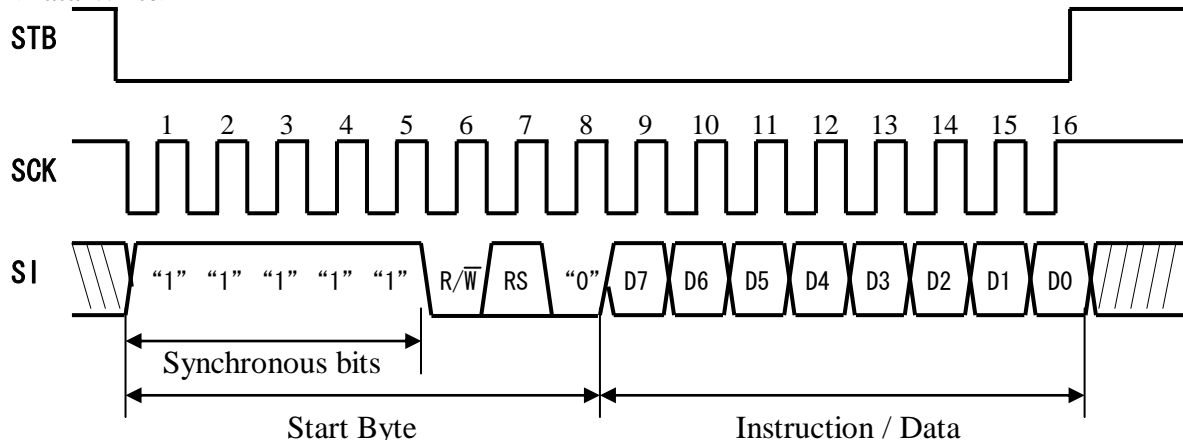 STB
1 2 3 4 5 6 7 8 9 10 11 12 13 14 15 16
SCK
SI “1” “1” “1” “1” “1” R/W̅ RS “0” D7 D6 D5 D4 D3 D2 D1 D0
Synchronous bits
Start Byte Instruction / Data